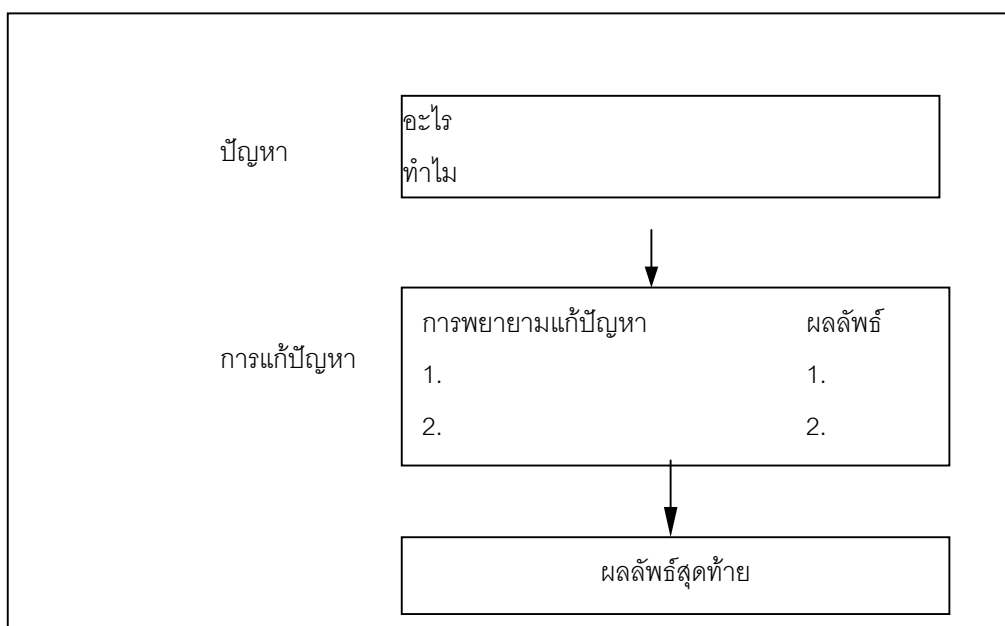 ปัญหา
อะไร
ทำไม
การแก้ปัญหา
การพยายามแก้ปัญหา ผลลัพธ์
1. 1.
2. 2.
ผลลัพธ์สุดท้าย